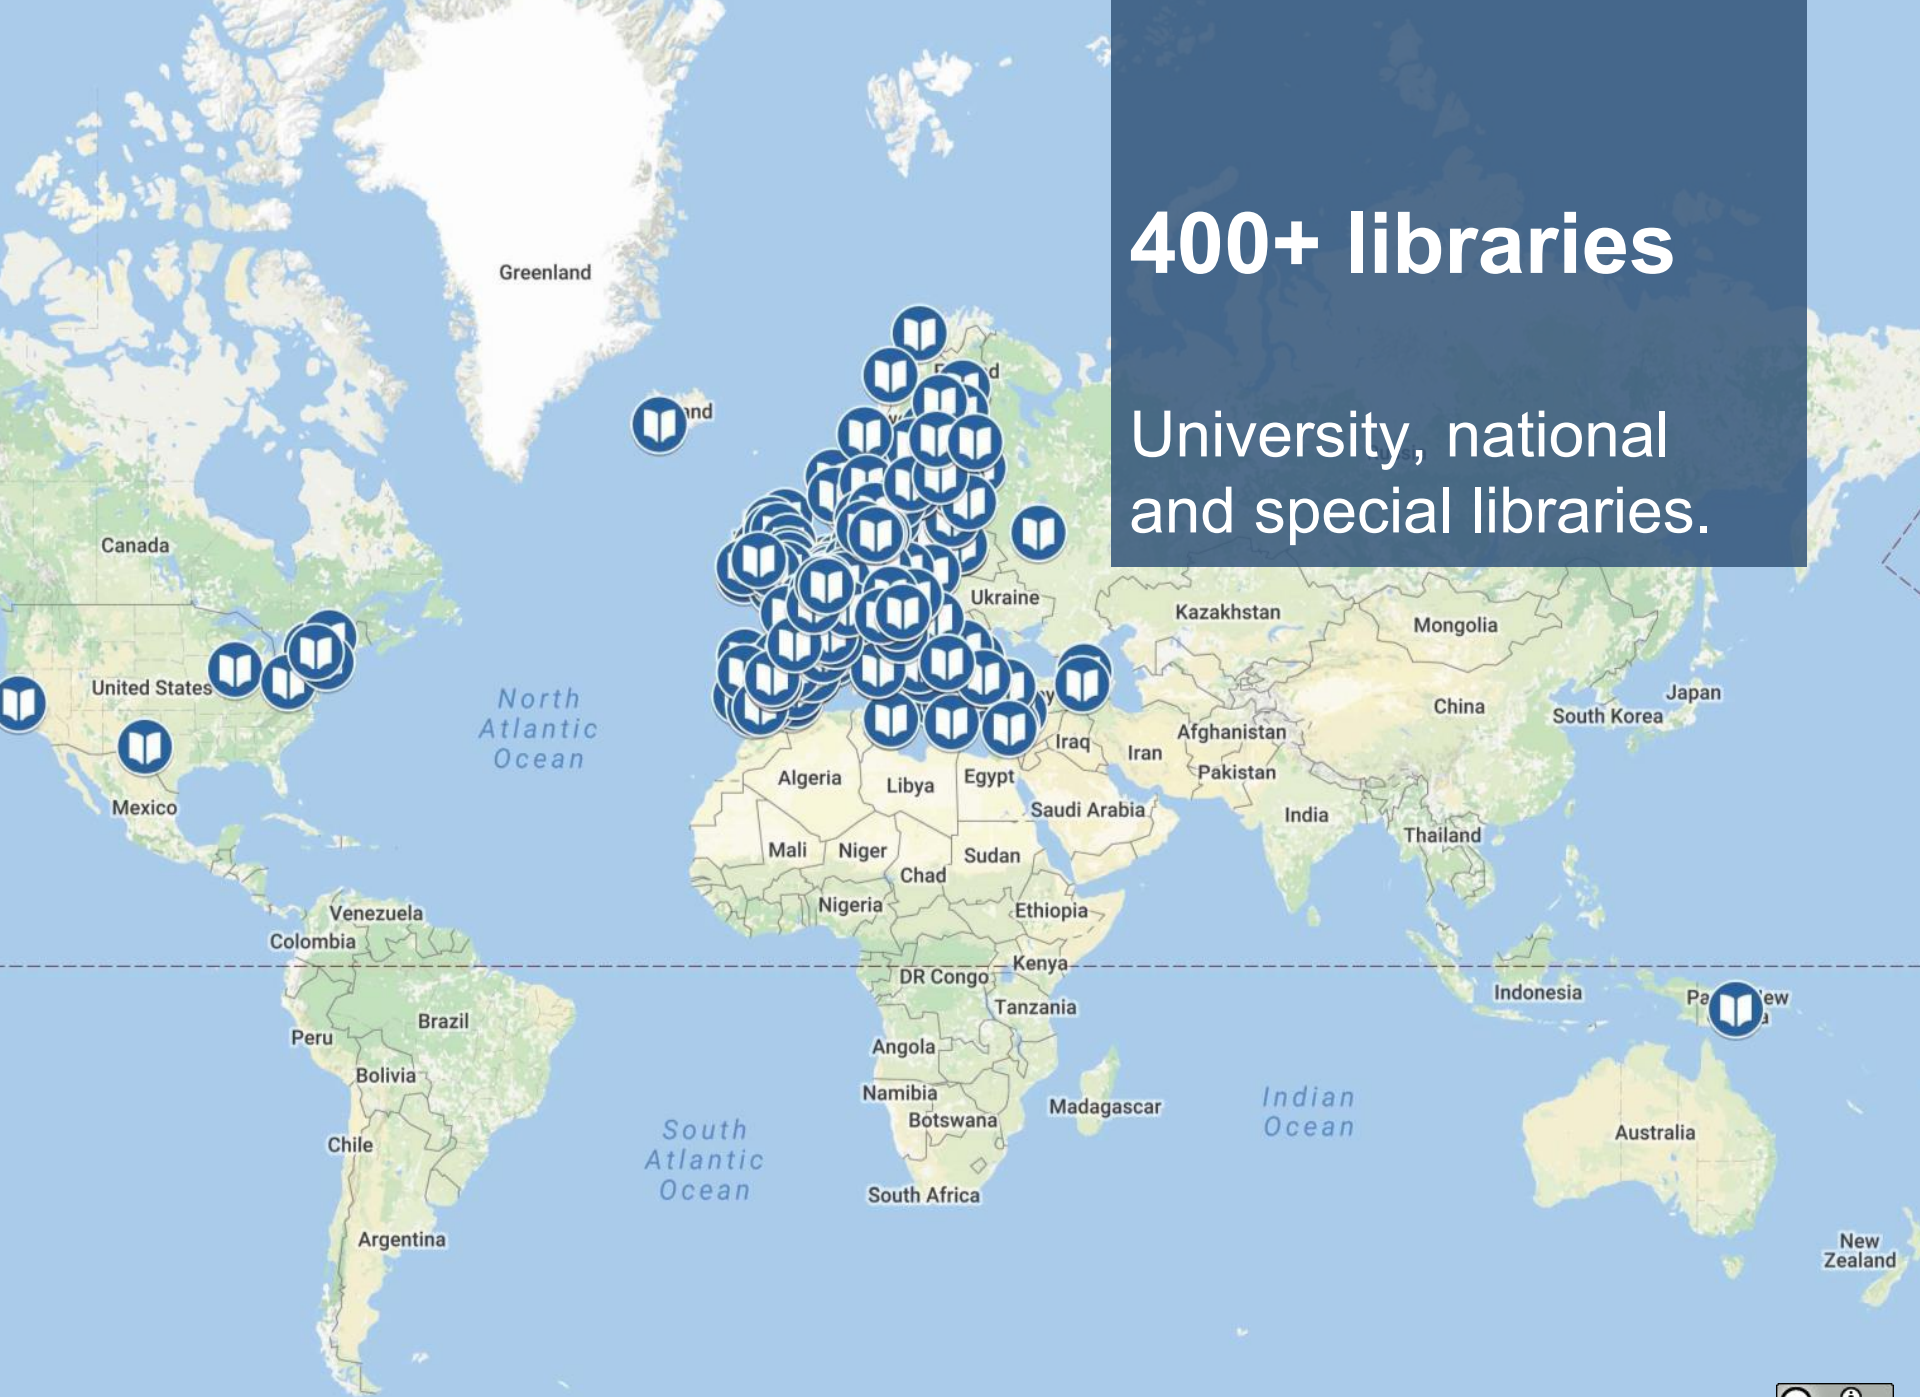 400+ libraries
University, national
and special libraries.
Greenland
Canada
United States
Mexico
North
Atlantic
Ocean
Ukraine
Kazakhstan
Mongolia
China
Japan
South Korea
Afghanistan
Iraq
Iran
Pakistan
India
Thailand
Algeria
Libya
Egypt
Saudi Arabia
Mali
Niger
Chad
Sudan
Nigeria
Ethiopia
Venezuela
Colombia
DR Congo
Kenya
Tanzania
Indonesia
Peru
Brazil
Bolivia
Angola
Namibia
Botswana
Madagascar
South Africa
Chile
Argentina
South
Atlantic
Ocean
Indian
Ocean
Australia
New
Zealand